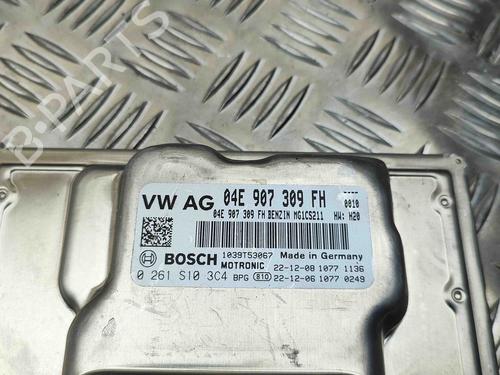 B-PARTS
VW AG 04E 907 309 FH
04E 907 309 FH BENZIN MG1CS211 HW: H20
0010
BOSCH 1039T53067 Made in Germany
MOTRONIC 22-12-08 1077 1136
0 261 S10 3C4 BPG 810 22-12-06 1077 0249